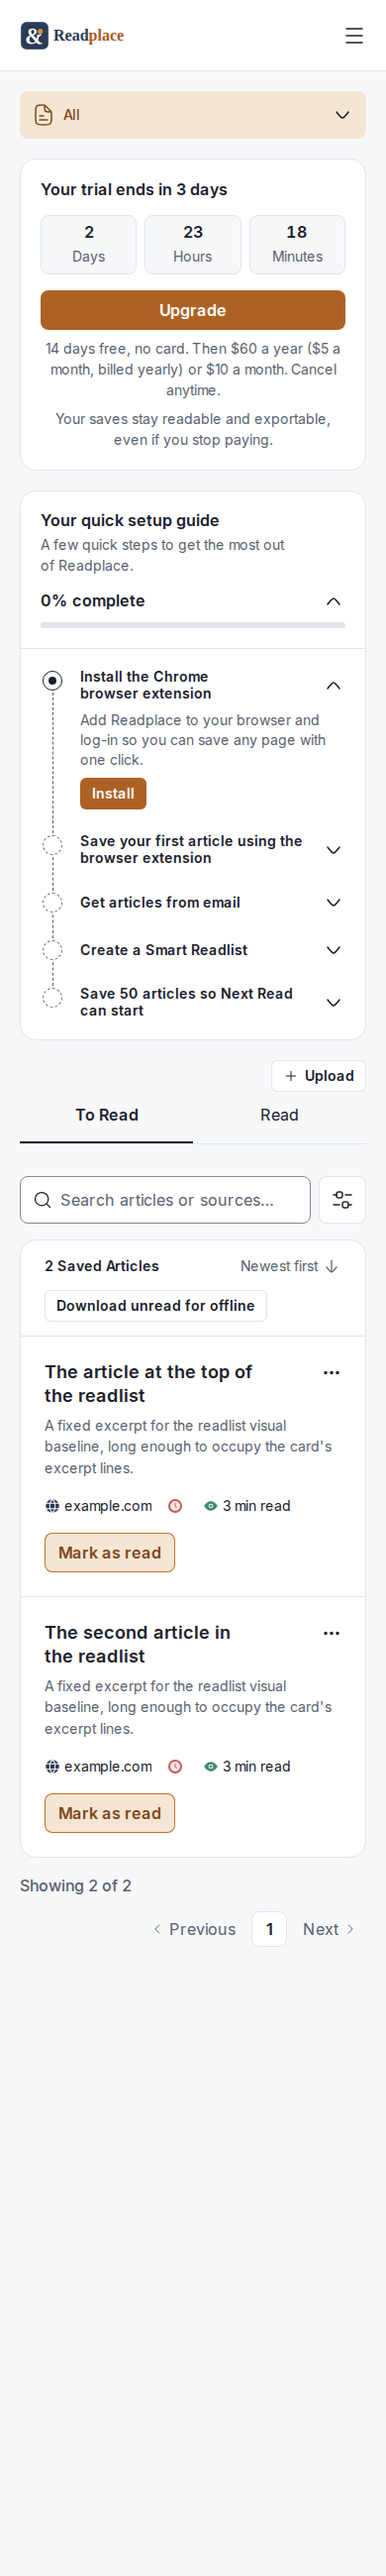 & Readplace
All
Your trial ends in 3 days
2 23 18
Days Hours Minutes
Upgrade
14 days free, no card. Then $60 a year ($5 a
month, billed yearly) or $10 a month. Cancel
anytime.
Your saves stay readable and exportable,
even if you stop paying.
Your quick setup guide
A few quick steps to get the most out
of Readplace.
0% complete
Install the Chrome
browser extension
Add Readplace to your browser and
log-in so you can save any page with
one click.
Install
Save your first article using the
browser extension
Get articles from email
Create a Smart Readlist
Save 50 articles so Next Read
can start
+ Upload
To Read Read
Search articles or sources...
2 Saved Articles Newest first ↓
Download unread for offline
The article at the top of
the readlist
A fixed excerpt for the readlist visual
baseline, long enough to occupy the card's
excerpt lines.
example.com 3 min read
Mark as read
The second article in
the readlist
A fixed excerpt for the readlist visual
baseline, long enough to occupy the card's
excerpt lines.
example.com 3 min read
Mark as read
Showing 2 of 2
Previous 1 Next